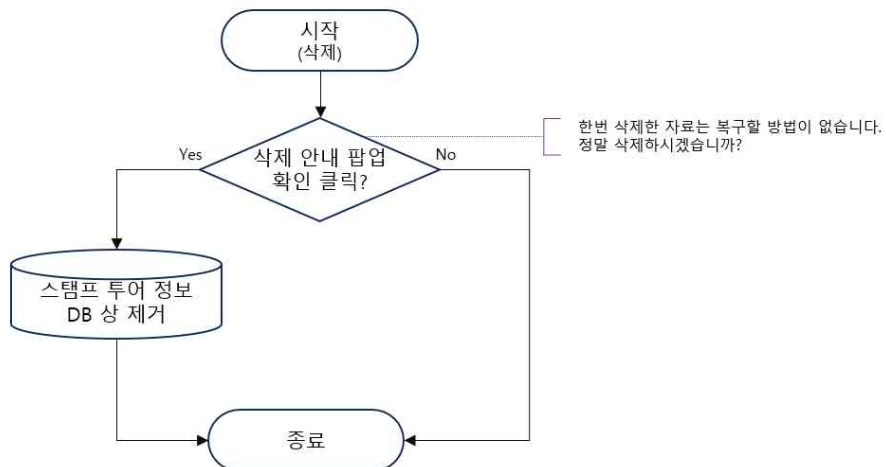 시작
(삭제)
한번 삭제한 자료는 복구할 방법이 없습니다.
정말 삭제하시겠습니까?
Yes
삭제 안내 팝업
확인 클릭?
No
스탬프 투어 정보
DB 상 제거
종료